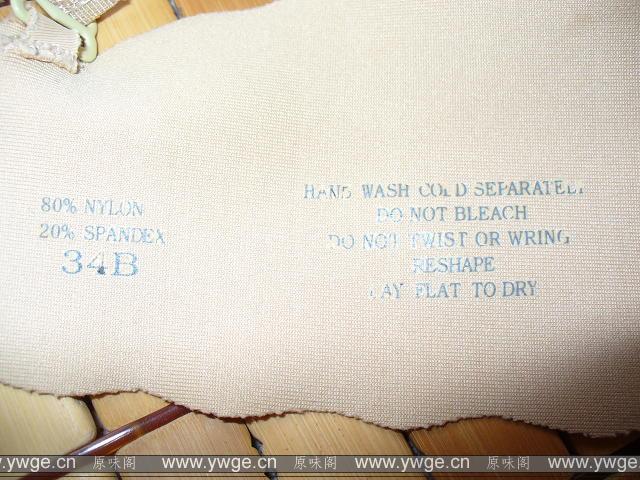 80% NYLON
20% SPANDEX
34B
HAND WASH COLD SEPARATELY
DO NOT BLEACH
DO NOT TWIST OR WRING
RESHAPE
LAY FLAT TO DRY
www.ywge.cn 原味阁 www.ywge.cn 原味阁 www.ywge.cn 原味阁 www.ywge.cn